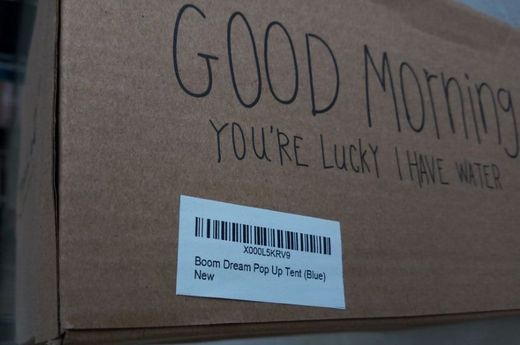 GOOD MorninG
YOU'RE LUCKY I HAVE WATER
X000L5KRV9
Boom Dream Pop Up Tent (Blue)
New